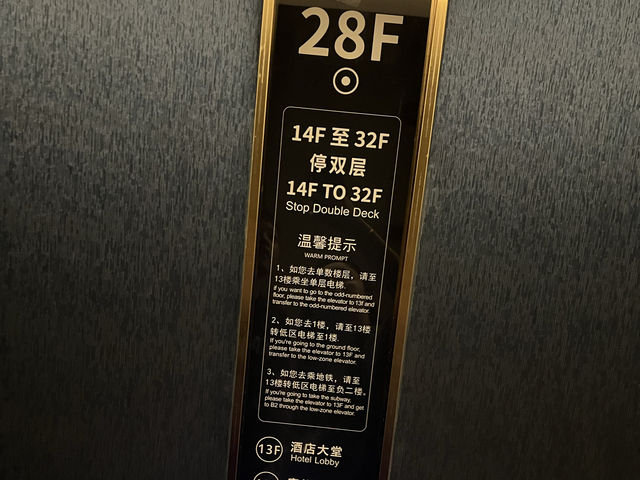 28F
14F 至 32F
停双层
14F TO 32F
Stop Double Deck
温馨提示
WARM PROMPT
1、如您去单数楼层，请至
13楼乘坐单层电梯.
if you want to go to the odd-numbered
floor, please take the elevator to 13f and
transfer to the odd-numbered elevator.
2、如您去1楼，请至13楼
转低区电梯至1楼.
If you're going to the ground floor,
please take the elevator to 13F and
transfer to the low-zone elevator.
3、如您去乘地铁，请至
13楼转低区电梯至负二楼。
If you're going to take the subway,
please take the elevator to 13F and get
to B2 through the low-zone elevator.
13F 酒店大堂
Hotel Lobby